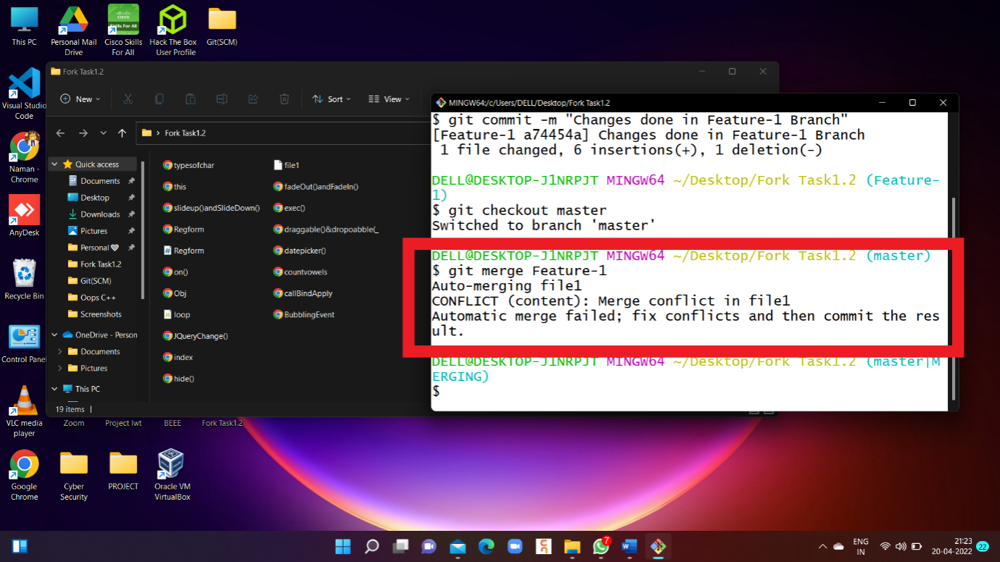 This PC
Personal Mail Drive
Cisco Skills For All
Hack The Box User Profile
Git(SCM)
cisco
Skills For All
Visual Studio Code
Naman - Chrome
AnyDesk
Recycle Bin
Control Panel
VLC media player
Google Chrome
Zoom
Project lwt
BEEE
Fork Task1.2
Cyber Security
PROJECT
Oracle VM VirtualBox
Fork Task1.2
New
Sort
View
Fork Task1.2
Quick access
Documents
Desktop
Downloads
Pictures
Personal🤍
Fork Task1.2
Git(SCM)
Oops C++
Screenshots
OneDrive - Person
Documents
Pictures
This PC
typesofchar
this
slideup()andSlideDown()
Regform
Regform
on()
Obj
loop
JQueryChange()
index
hide()
file1
fadeOut()andFadeIn()
exec()
draggable()&dropoabble(_
datepicker()
countvowels
callBindApply
BubblingEvent
19 items
MINGW64:/c/Users/DELL/Desktop/Fork Task1.2
$ git commit -m "Changes done in Feature-1 Branch"
[Feature-1 a74454a] Changes done in Feature-1 Branch
1 file changed, 6 insertions(+), 1 deletion(-)
DELL@DESKTOP-J1NRPJT MINGW64 ~/Desktop/Fork Task1.2 (Feature-
1)
$ git checkout master
Switched to branch 'master'
DELL@DESKTOP-J1NRPJT MINGW64 ~/Desktop/Fork Task1.2 (master)
$ git merge Feature-1
Auto-merging file1
CONFLICT (content): Merge conflict in file1
Automatic merge failed; fix conflicts and then commit the res
ult.
DELL@DESKTOP-J1NRPJT MINGW64 ~/Desktop/Fork Task1.2 (master|M
ERGING)
$
7
W
ENG
IN
21:23
20-04-2022
22